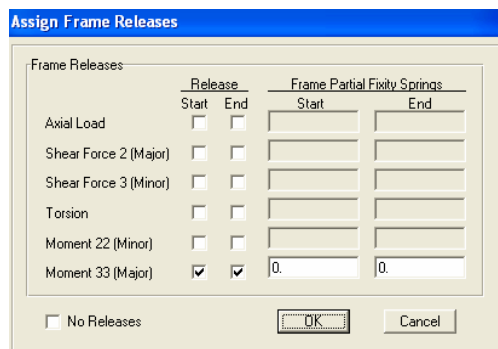 Assign Frame Releases
Frame Releases
Release Frame Partial Fixity Springs
Start End Start End
Axial Load
Shear Force 2 (Major)
Shear Force 3 (Minor)
Torsion
Moment 22 (Minor)
Moment 33 (Major) 0. 0.
No Releases OK Cancel